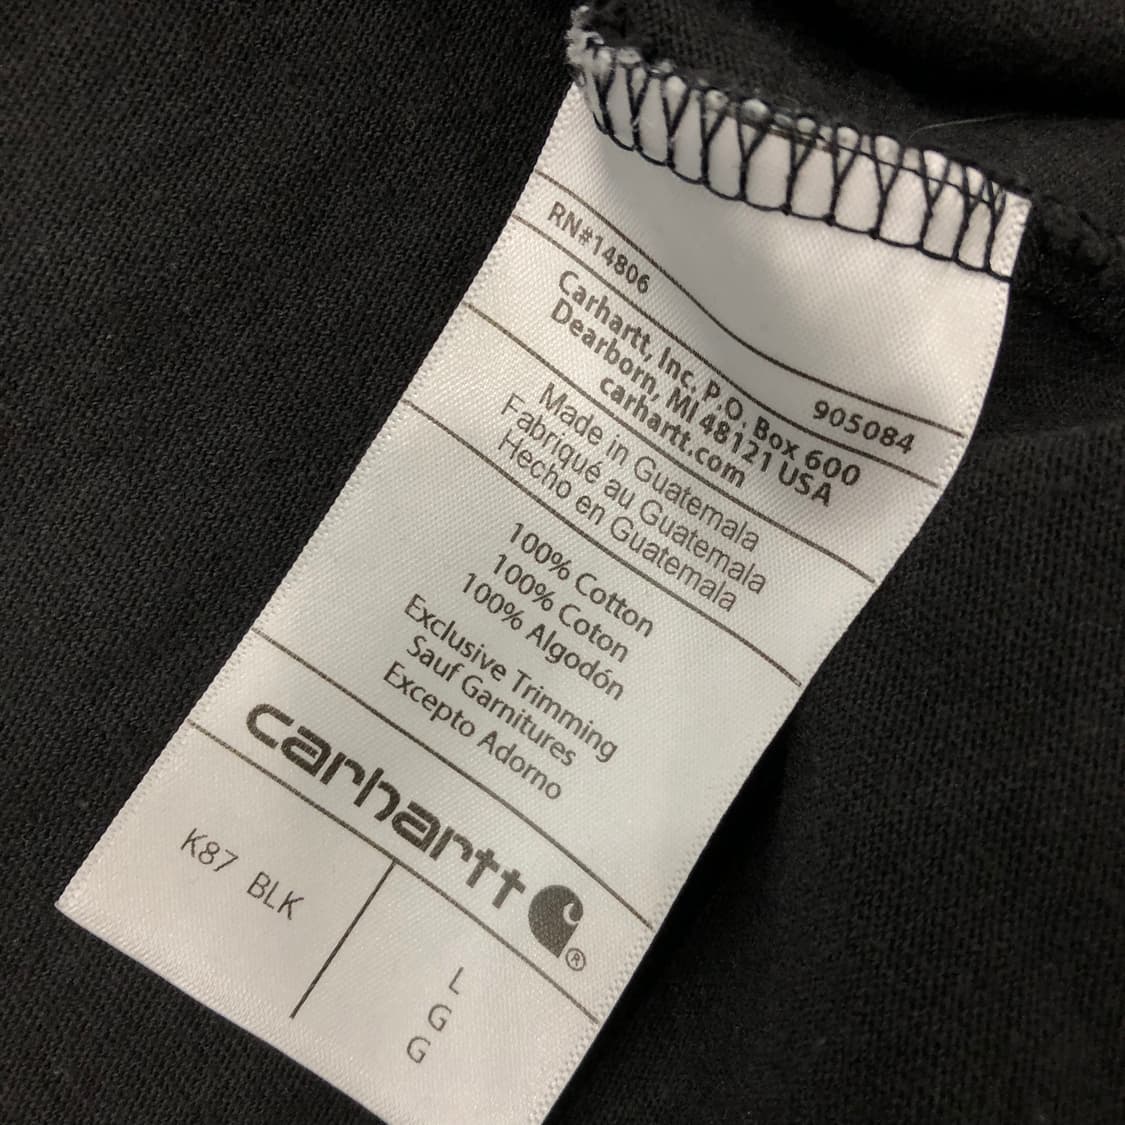 RN#14806 905084
Carhartt, Inc. P.O. Box 600
Dearborn, MI 48121 USA
carhartt.com
Made in Guatemala
Fabriqué au Guatemala
Hecho en Guatemala
100% Cotton
100% Coton
100% Algodón
Exclusive Trimming
Sauf Garnitures
Excepto Adorno
carhartt ®
K87 BLK
L
G
G